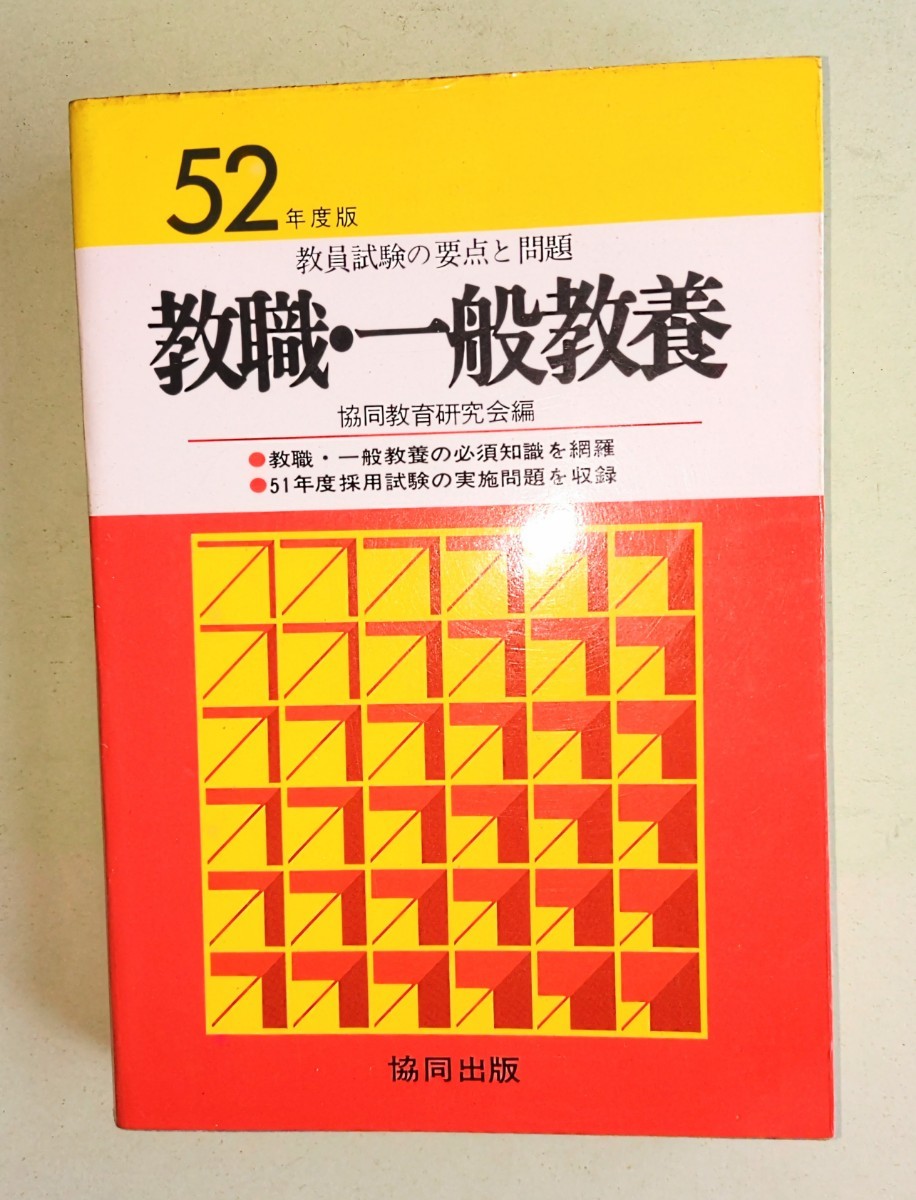 52年度版
教員試験の要点と問題
教職・一般教養
協同教育研究会編
●教職・一般教養の必須知識を網羅
●51年度採用試験の実施問題を収録
協同出版